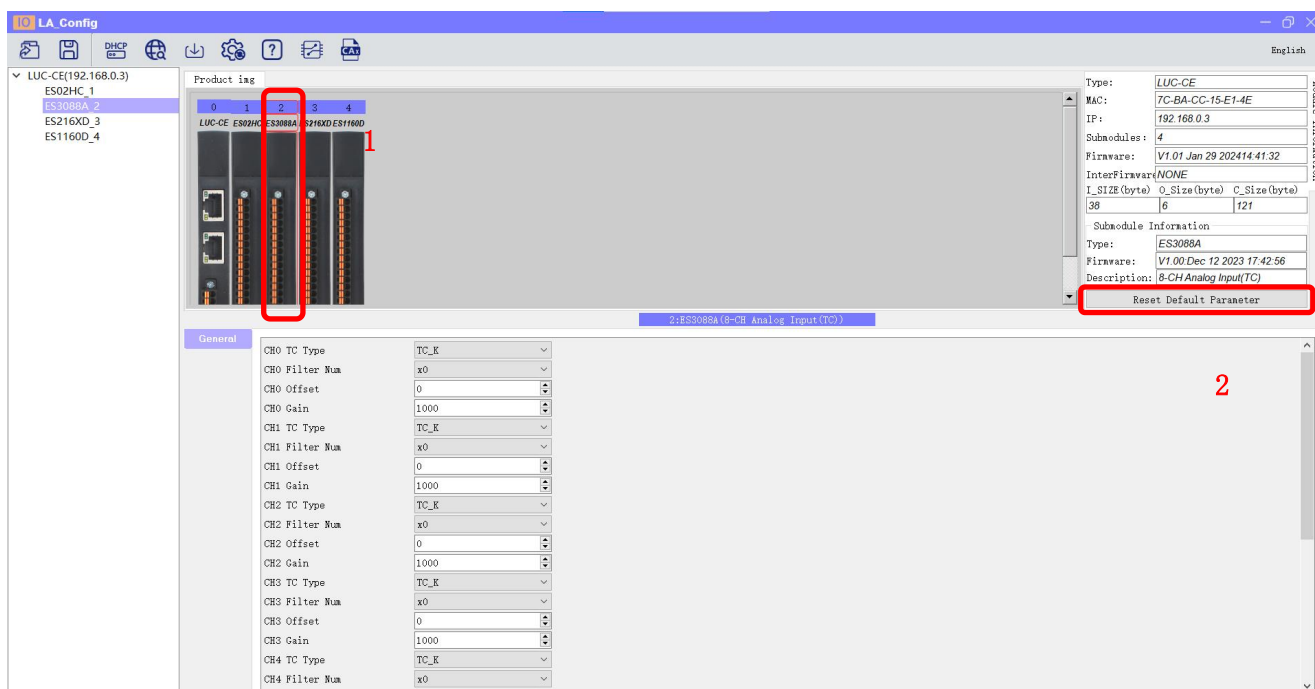 IO LA_Config
DHCP
CAx
English
LUC-CE(192.168.0.3)
ES02HC_1
ES3088A_2
ES216XD_3
ES1160D_4
Product img
0 1 2 3 4
LUC-CE ES02HC ES3088A ES216XD ES1160D
1
Type: LUC-CE
MAC: 7C-BA-CC-15-E1-4E
IP: 192.168.0.3
Submodules: 4
Firmware: V1.01 Jan 29 202414:41:32
InterFirmware NONE
I_SIZE(byte) O_Size(byte) C_Size(byte)
38 6 121
Submodule Information
Type: ES3088A
Firmware: V1.00:Dec 12 2023 17:42:56
Description: 8-CH Analog Input(TC)
Reset Default Parameter
2:ES3088A(8-CH Analog Input(TC))
General
2
CH0 TC Type TC_K
CH0 Filter Num x0
CH0 Offset 0
CH0 Gain 1000
CH1 TC Type TC_K
CH1 Filter Num x0
CH1 Offset 0
CH1 Gain 1000
CH2 TC Type TC_K
CH2 Filter Num x0
CH2 Offset 0
CH2 Gain 1000
CH3 TC Type TC_K
CH3 Filter Num x0
CH3 Offset 0
CH3 Gain 1000
CH4 TC Type TC_K
CH4 Filter Num x0